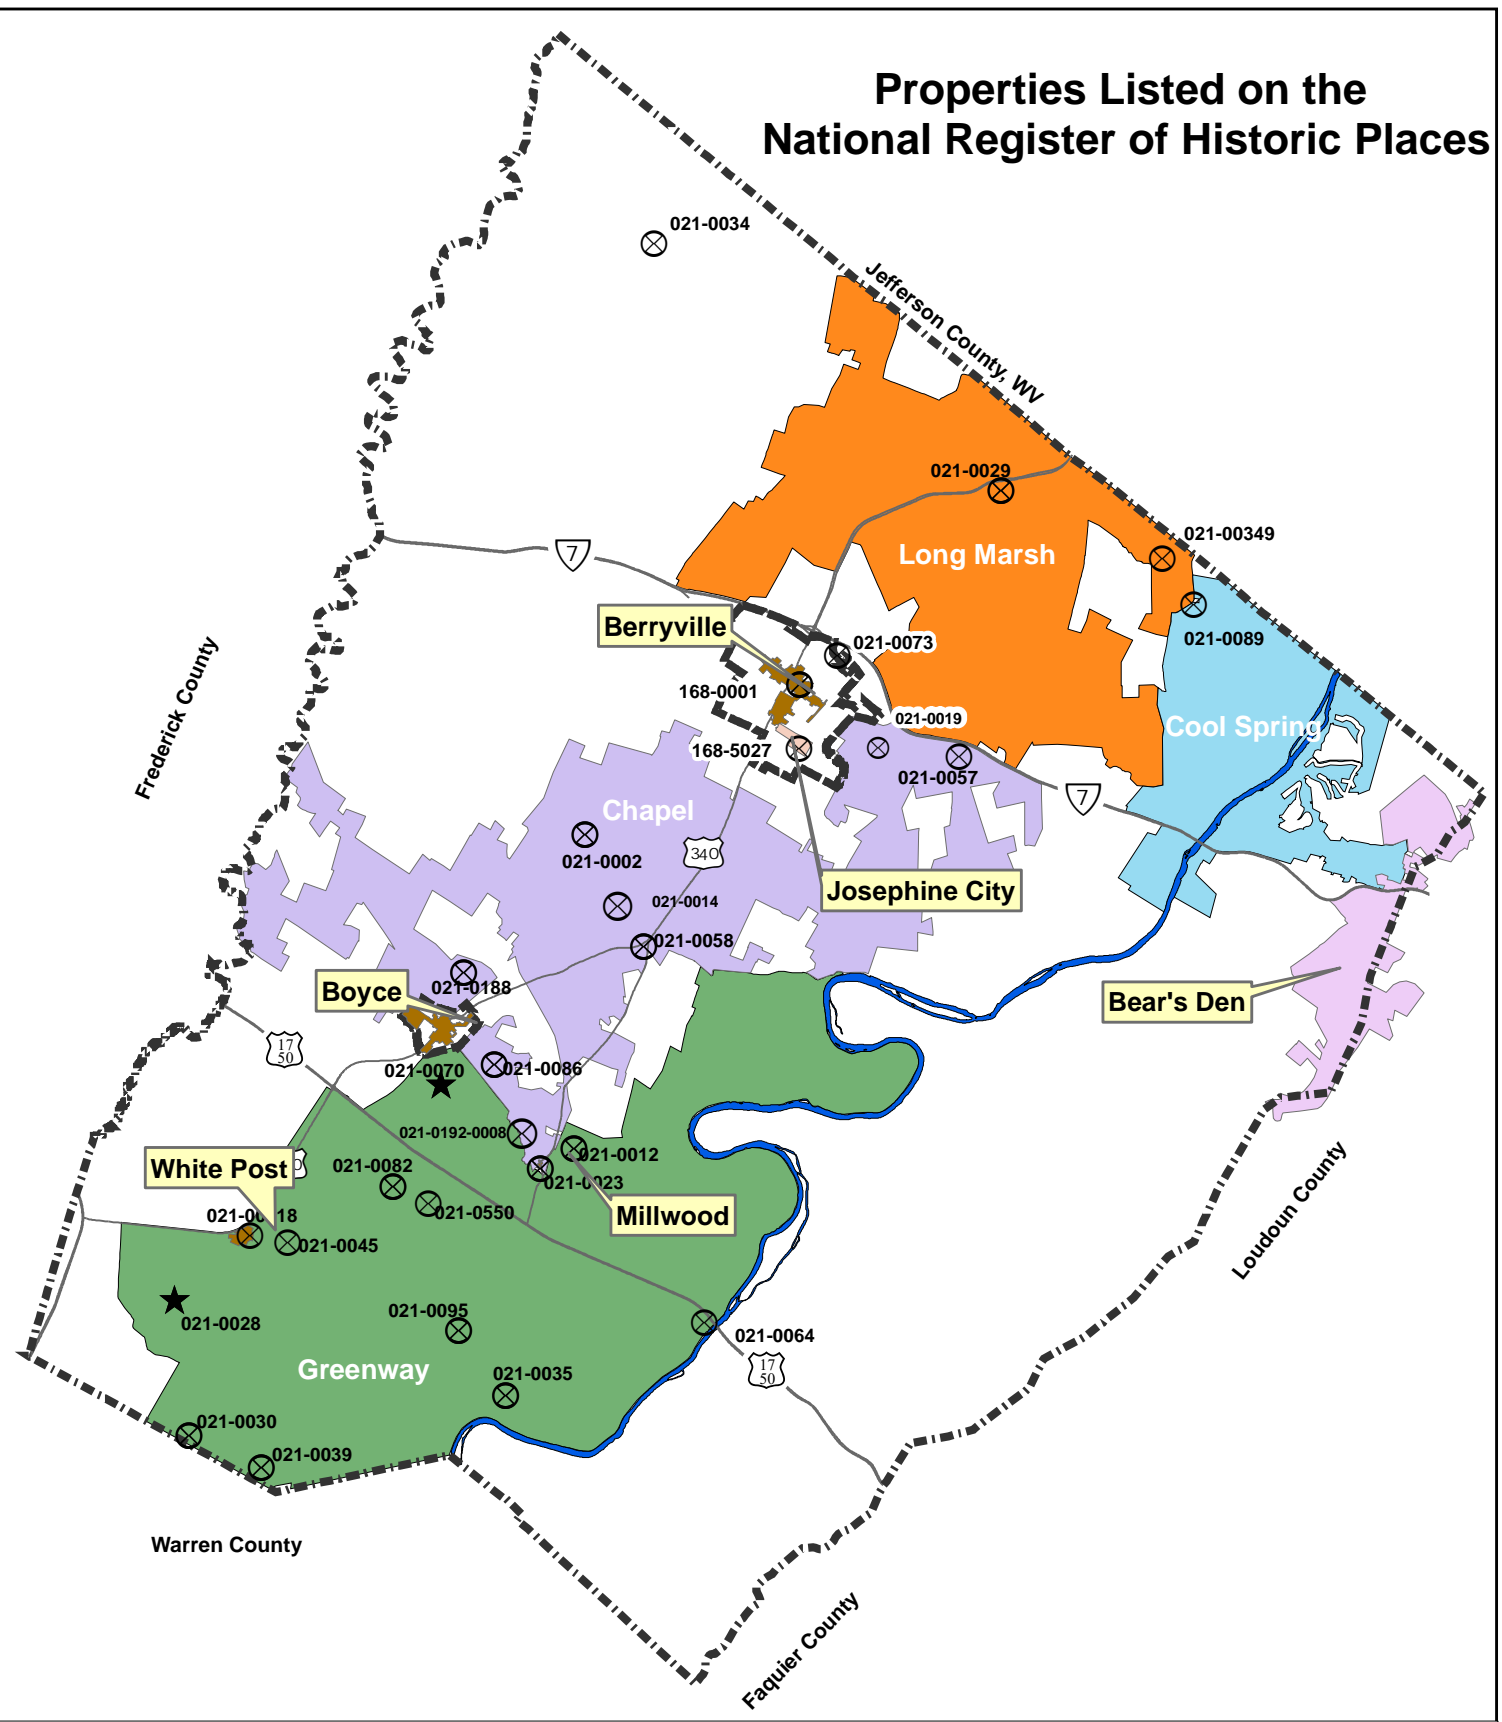 Properties Listed on the
National Register of Historic Places
021-0034
Jefferson County, WV
021-0029
021-00349
Long Marsh
7
Berryville
021-0073
021-0089
168-0001
Frederick County
021-0019
Cool Spring
168-5027
021-0057
7
Chapel
340
021-0002
Josephine City
021-0014
021-0058
021-0188
Boyce
Bear's Den
17
50
021-0070
021-0086
021-0192-0008
021-0012
White Post
021-0082
021-0023
021-0550
Millwood
021-0045
Loudoun County
021-0028
021-0095
021-0064
Greenway
17
50
021-0035
021-0030
021-0039
Warren County
Faquier County